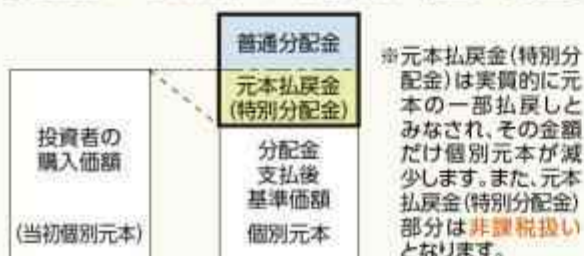 普通分配金
元本払戻金
(特別分配金)
投資者の
購入価額
(当初個別元本)
分配金
支払後
基準価額
個別元本
※元本払戻金(特別分
配金)は実質的に元
本の一部払戻しと
みなされ、その金額
だけ個別元本が減
少します。また、元本
払戻金(特別分配金)
部分は非課税扱い
となります。